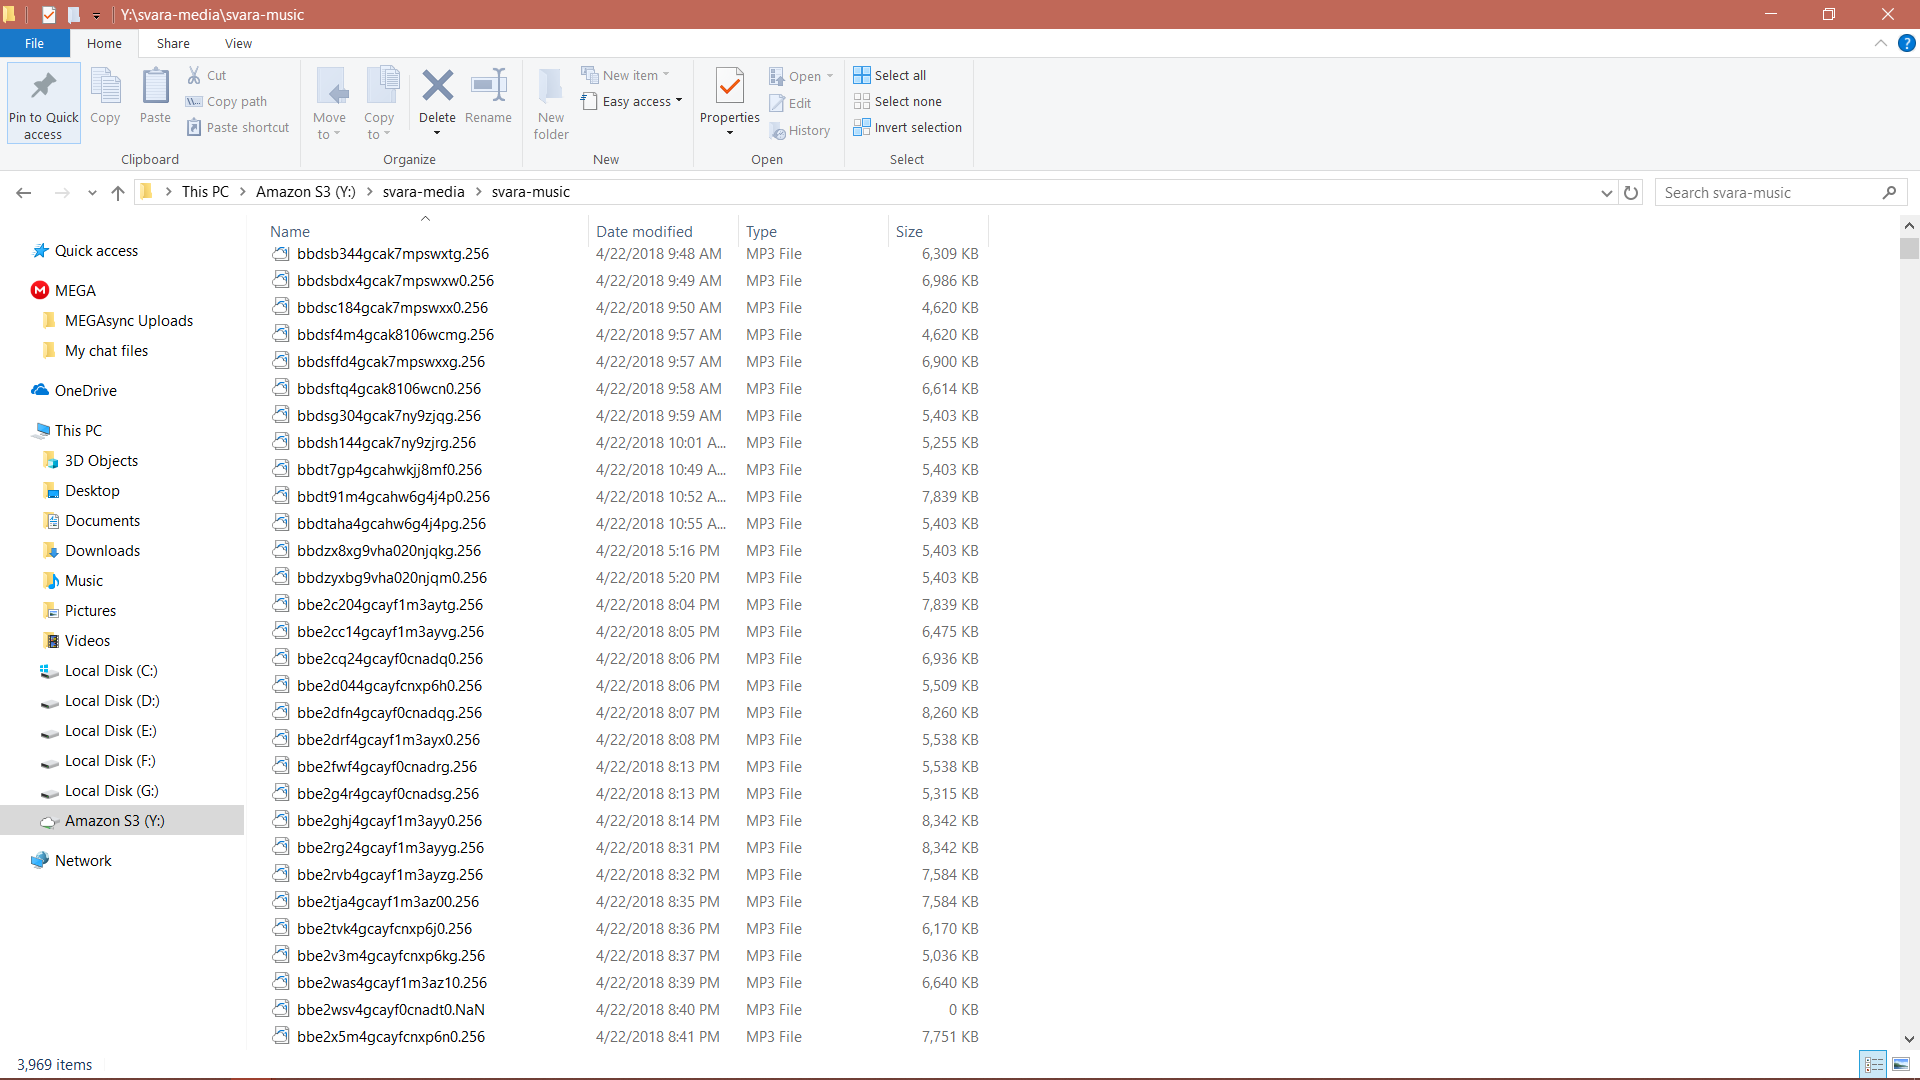 Y:\svara-media\svara-music
File Home Share View
Pin to Quick access
Copy
Paste
Cut
Copy path
Paste shortcut
Clipboard
Move to
Copy to
Delete
Rename
Organize
New folder
New item
Easy access
New
Properties
Open
Edit
History
Open
Select all
Select none
Invert selection
Select
This PC > Amazon S3 (Y:) > svara-media > svara-music
Search svara-music
Quick access
MEGA
MEGAsync Uploads
My chat files
OneDrive
This PC
3D Objects
Desktop
Documents
Downloads
Music
Pictures
Videos
Local Disk (C:)
Local Disk (D:)
Local Disk (E:)
Local Disk (F:)
Local Disk (G:)
Amazon S3 (Y:)
Network
Name Date modified Type Size
bbdsb344gcak7mpswxtg.256 4/22/2018 9:48 AM MP3 File 6,309 KB
bbdsbdx4gcak7mpswxw0.256 4/22/2018 9:49 AM MP3 File 6,986 KB
bbdsc184gcak7mpswxx0.256 4/22/2018 9:50 AM MP3 File 4,620 KB
bbdsf4m4gcak8106wcmg.256 4/22/2018 9:57 AM MP3 File 4,620 KB
bbdsffd4gcak7mpswxxg.256 4/22/2018 9:57 AM MP3 File 6,900 KB
bbdsftq4gcak8106wcn0.256 4/22/2018 9:58 AM MP3 File 6,614 KB
bbdsg304gcak7ny9zjqg.256 4/22/2018 9:59 AM MP3 File 5,403 KB
bbdsh144gcak7ny9zjrg.256 4/22/2018 10:01 A... MP3 File 5,255 KB
bbdt7gp4gcahwkjj8mf0.256 4/22/2018 10:49 A... MP3 File 5,403 KB
bbdt91m4gcahw6g4j4p0.256 4/22/2018 10:52 A... MP3 File 7,839 KB
bbdtaha4gcahw6g4j4pg.256 4/22/2018 10:55 A... MP3 File 5,403 KB
bbdzx8xg9vha020njqkg.256 4/22/2018 5:16 PM MP3 File 5,403 KB
bbdzyxbg9vha020njqm0.256 4/22/2018 5:20 PM MP3 File 5,403 KB
bbe2c204gcayf1m3aytg.256 4/22/2018 8:04 PM MP3 File 7,839 KB
bbe2cc14gcayf1m3ayvg.256 4/22/2018 8:05 PM MP3 File 6,475 KB
bbe2cq24gcayf0cnadq0.256 4/22/2018 8:06 PM MP3 File 6,936 KB
bbe2d044gcayfcnxp6h0.256 4/22/2018 8:06 PM MP3 File 5,509 KB
bbe2dfn4gcayf0cnadqg.256 4/22/2018 8:07 PM MP3 File 8,260 KB
bbe2drf4gcayf1m3ayx0.256 4/22/2018 8:08 PM MP3 File 5,538 KB
bbe2fwf4gcayf0cnadrg.256 4/22/2018 8:13 PM MP3 File 5,538 KB
bbe2g4r4gcayf0cnadsg.256 4/22/2018 8:13 PM MP3 File 5,315 KB
bbe2ghj4gcayf1m3ayy0.256 4/22/2018 8:14 PM MP3 File 8,342 KB
bbe2rg24gcayf1m3ayyg.256 4/22/2018 8:31 PM MP3 File 8,342 KB
bbe2rvb4gcayf1m3ayzg.256 4/22/2018 8:32 PM MP3 File 7,584 KB
bbe2tja4gcayf1m3az00.256 4/22/2018 8:35 PM MP3 File 7,584 KB
bbe2tvk4gcayfcnxp6j0.256 4/22/2018 8:36 PM MP3 File 6,170 KB
bbe2v3m4gcayfcnxp6kg.256 4/22/2018 8:37 PM MP3 File 5,036 KB
bbe2was4gcayf1m3az10.256 4/22/2018 8:39 PM MP3 File 6,640 KB
bbe2wsv4gcayf0cnadt0.NaN 4/22/2018 8:40 PM MP3 File 0 KB
bbe2x5m4gcayfcnxp6n0.256 4/22/2018 8:41 PM MP3 File 7,751 KB
3,969 items